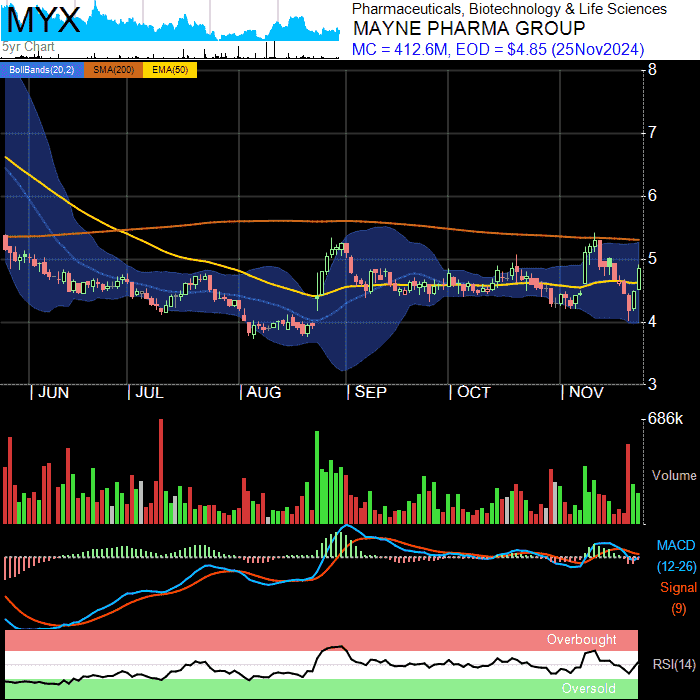 MYX
5yr Chart
Pharmaceuticals, Biotechnology & Life Sciences
MAYNE PHARMA GROUP
MC = 412.6M, EOD = $4.85 (25Nov2024)
BollBands(20,2) SMA(200) EMA(50)
8
7
6
5
4
3
JUN JUL AUG SEP OCT NOV
686k
Volume
MACD
(12-26)
Signal
(9)
Overbought
RSI(14)
Oversold